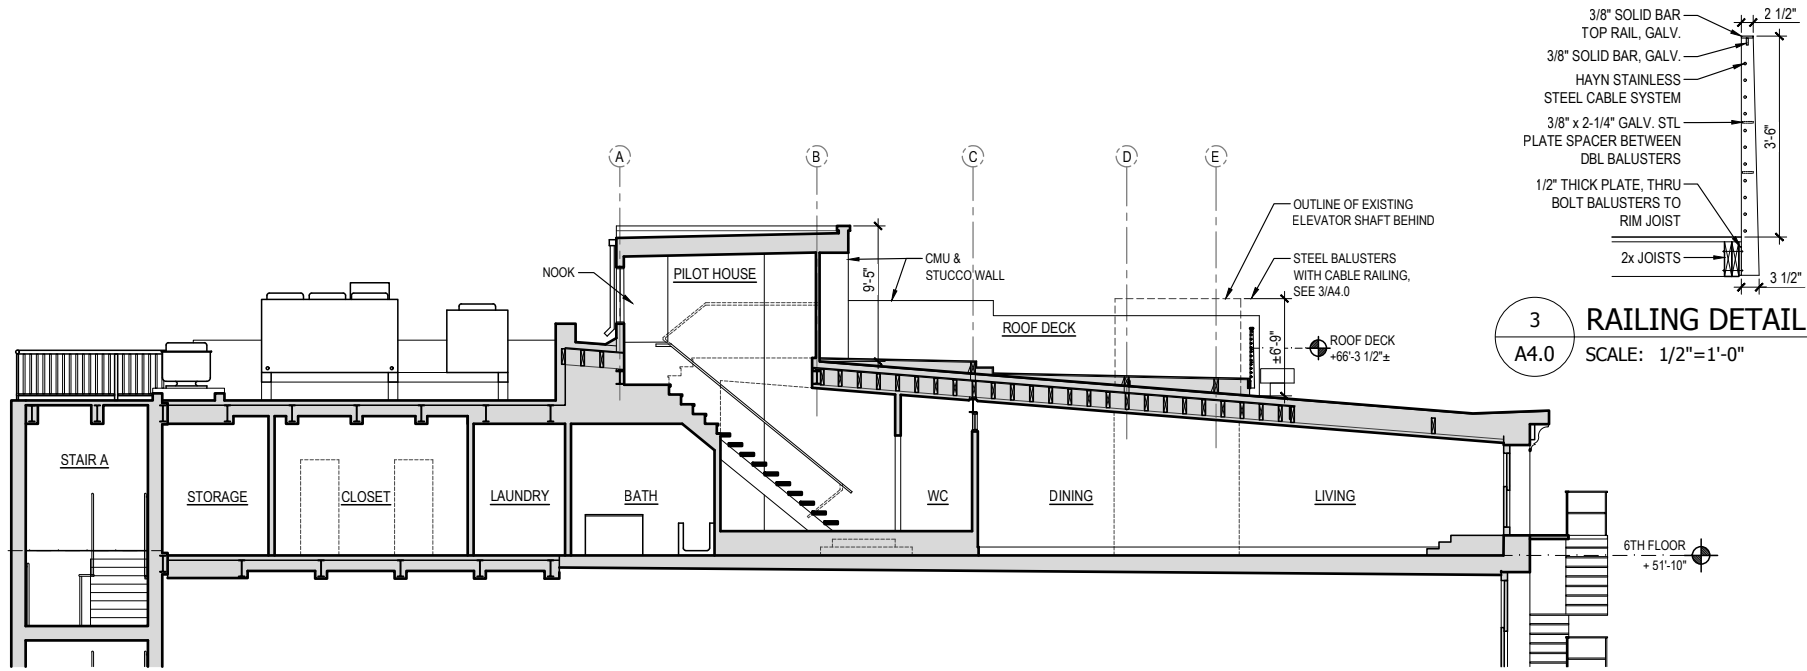 3/8" SOLID BAR
TOP RAIL, GALV.
2 1/2"
3/8" SOLID BAR, GALV.
HAYN STAINLESS
STEEL CABLE SYSTEM
3/8" x 2-1/4" GALV. STL
PLATE SPACER BETWEEN
DBL BALUSTERS
3'-6"
1/2" THICK PLATE, THRU
BOLT BALUSTERS TO
RIM JOIST
2x JOISTS
3 1/2"
3
A4.0
RAILING DETAIL
SCALE: 1/2"=1'-0"
A
B
C
D
E
OUTLINE OF EXISTING
ELEVATOR SHAFT BEHIND
NOOK
PILOT HOUSE
9'-5"
CMU &
STUCCO WALL
STEEL BALUSTERS
WITH CABLE RAILING,
SEE 3/A4.0
ROOF DECK
±6'-9"
ROOF DECK
+66'-3 1/2"±
STAIR A
STORAGE
CLOSET
LAUNDRY
BATH
WC
DINING
LIVING
6TH FLOOR
+ 51'-10"